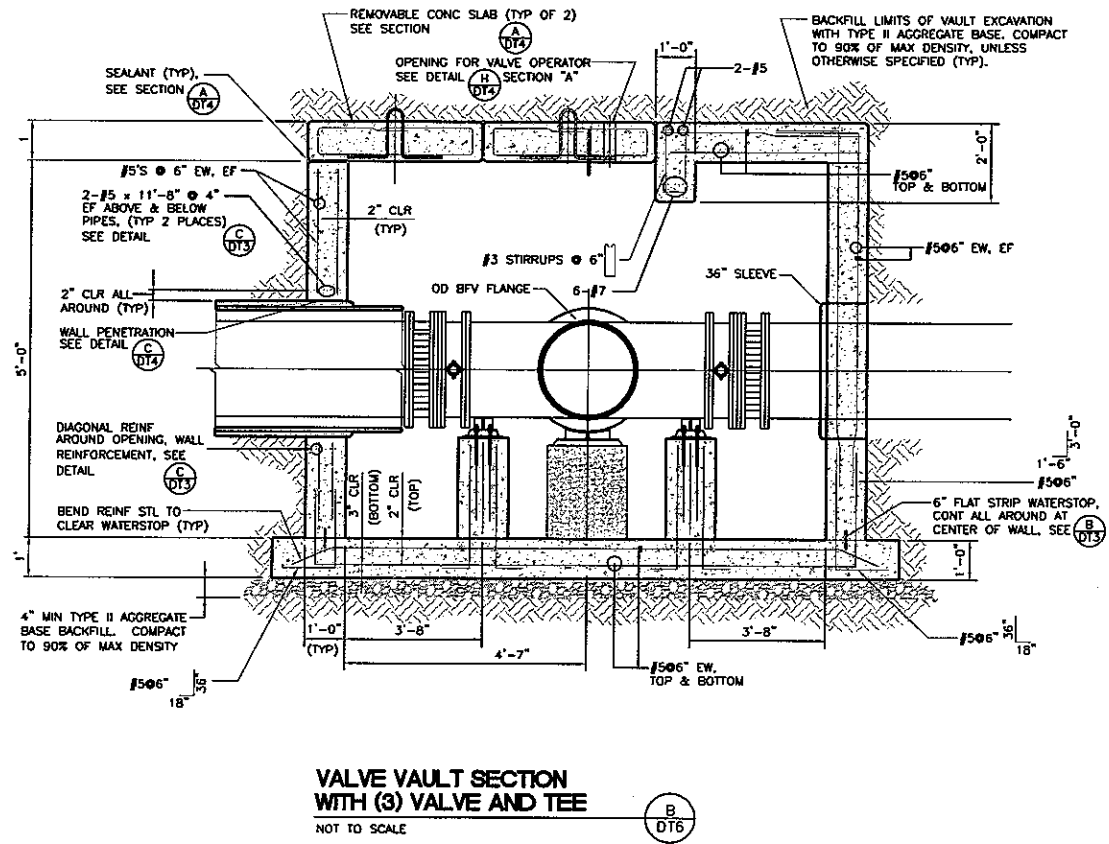 REMOVABLE CONC SLAB (TYP OF 2)
SEE SECTION
A
DT4
OPENING FOR VALVE OPERATOR
SEE DETAIL H DT4 SECTION "A"
1'-0"
2-#5
BACKFILL LIMITS OF VAULT EXCAVATION
WITH TYPE II AGGREGATE BASE. COMPACT
TO 90% OF MAX DENSITY, UNLESS
OTHERWISE SPECIFIED (TYP).
SEALANT (TYP),
SEE SECTION
A
DT4
1
#5'S @ 6" EW, EF
2-#5 x 11'-8" @ 4"
EF ABOVE & BELOW
PIPES, (TYP 2 PLACES)
SEE DETAIL
C
DT3
2" CLR
(TYP)
2'-0"
#5@6"
TOP & BOTTOM
#3 STIRRUPS @ 6"
#5@6" EW, EF
36" SLEEVE
OD BFV FLANGE
6-#7
2" CLR ALL
AROUND (TYP)
WALL PENETRATION
SEE DETAIL
C
DT4
5'-0"
DIAGONAL REINF
AROUND OPENING, WALL
REINFORCEMENT, SEE
DETAIL
C
DT3
3" CLR
(BOTTOM)
2" CLR
(TOP)
3'-0"
1'-6"
#5@6"
BEND REINF STL TO
CLEAR WATERSTOP (TYP)
6" FLAT STRIP WATERSTOP,
CONT ALL AROUND AT
CENTER OF WALL, SEE
B
DT3
1'
1'-0"
4" MIN TYPE II AGGREGATE
BASE BACKFILL. COMPACT
TO 90% OF MAX DENSITY
1'-0"
(TYP)
3'-8"
4'-7"
3'-8"
#5@6"
36"
18"
#5@6" EW,
TOP & BOTTOM
#5@6"
36"
18"
VALVE VAULT SECTION
WITH (3) VALVE AND TEE
NOT TO SCALE
B
DT6